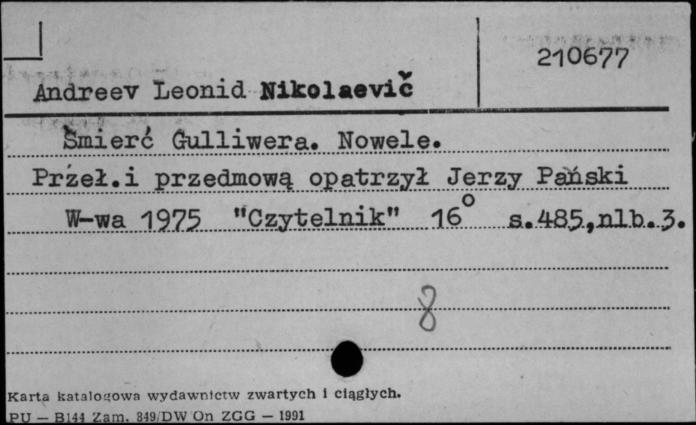 210677
Andreev Leonid Nikolaevič
Śmierć Gulliwera. Nowele.
Przeł.i przedmową opatrzył Jerzy Pański
W-wa 1975 "Czytelnik" 16° s.485,nlb.3.
8
Karta katalogowa wydawnictw zwartych i ciągłych.
PU — B144 Zam. 849/DW On ZGG — 1991